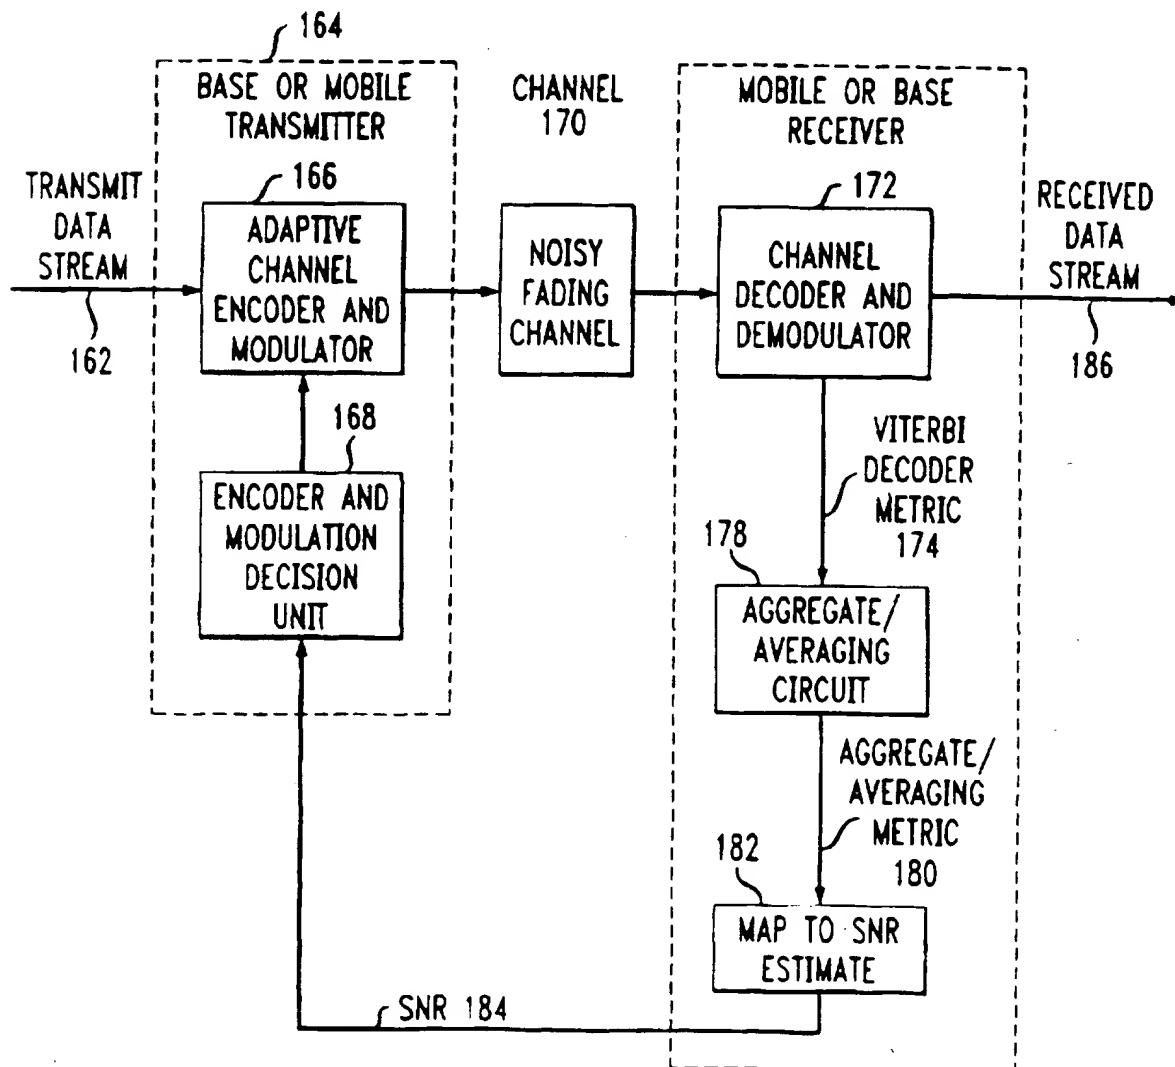 164
BASE OR MOBILE
TRANSMITTER
CHANNEL
170
MOBILE OR BASE
RECEIVER
TRANSMIT
DATA
STREAM
162
166
ADAPTIVE
CHANNEL
ENCODER AND
MODULATOR
NOISY
FADING
CHANNEL
172
CHANNEL
DECODER AND
DEMODULATOR
RECEIVED
DATA
STREAM
186
168
ENCODER AND
MODULATION
DECISION
UNIT
VITERBI
DECODER
METRIC
174
178
AGGREGATE/
AVERAGING
CIRCUIT
AGGREGATE/
AVERAGING
METRIC
180
182
MAP TO SNR
ESTIMATE
SNR 184